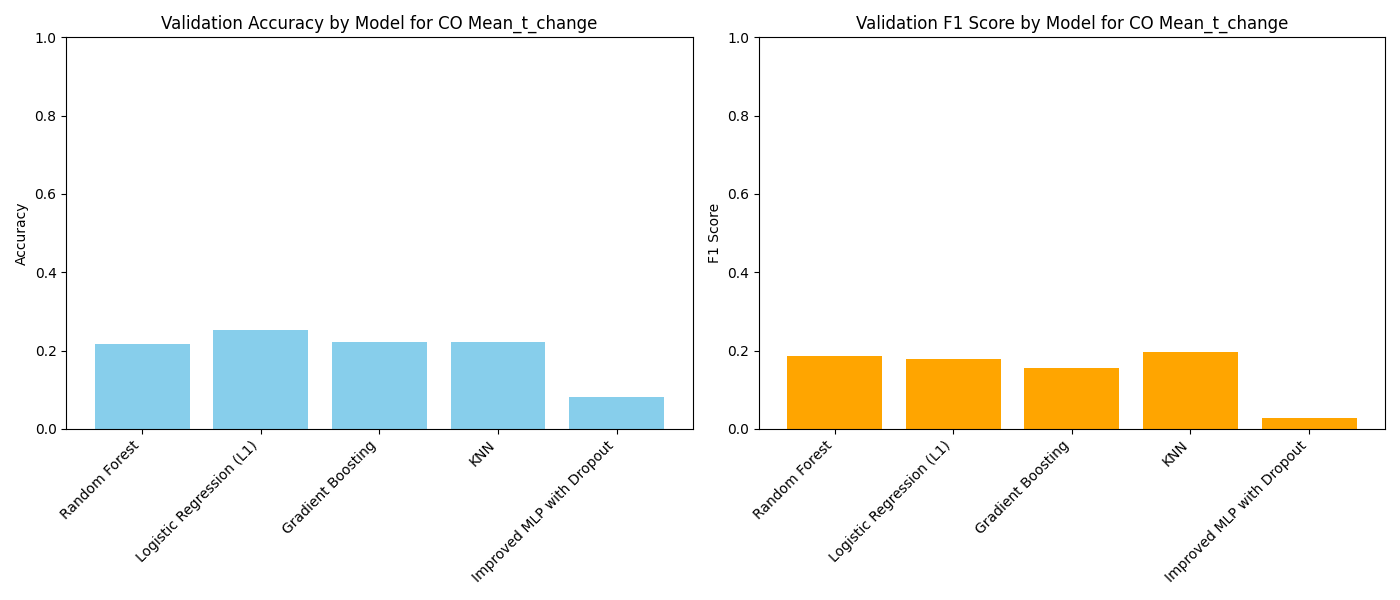 Validation Accuracy by Model for CO Mean_t_change
1.0
0.8
0.6
0.4
0.2
0.0
Accuracy
Random Forest
Logistic Regression (L1)
Gradient Boosting
KNN
Improved MLP with Dropout
Validation F1 Score by Model for CO Mean_t_change
1.0
0.8
0.6
0.4
0.2
0.0
F1 Score
Random Forest
Logistic Regression (L1)
Gradient Boosting
KNN
Improved MLP with Dropout